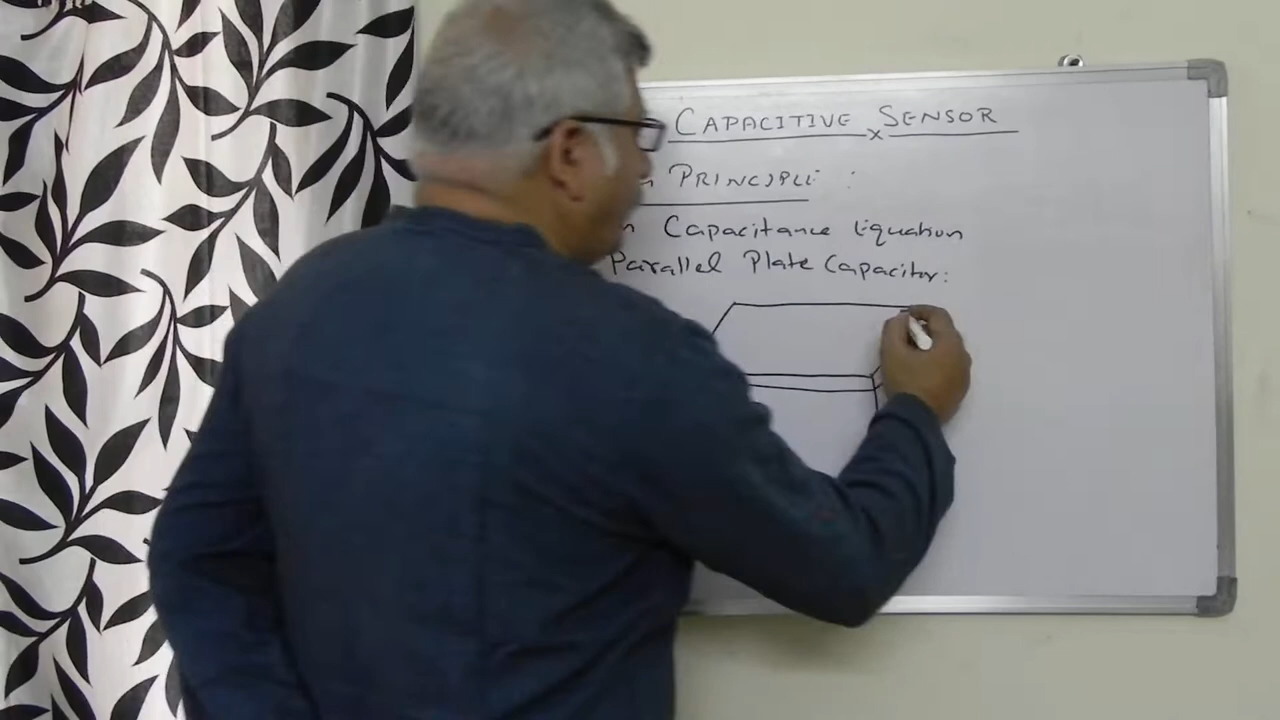 CAPACITIVE SENSOR
PRINCIPLE :
Capacitance Equation
Parallel Plate Capacitor: